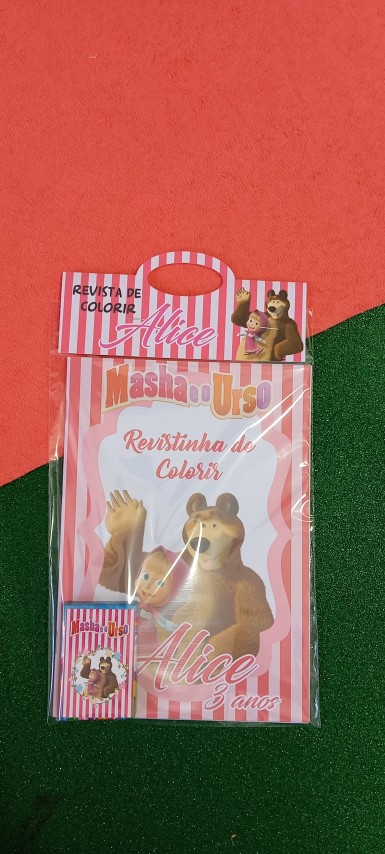 REVISTA DE
COLORIR
Alice
Masha e o Urso
Revistinha de
Colorir
Alice
3 anos
Masha e o Urso